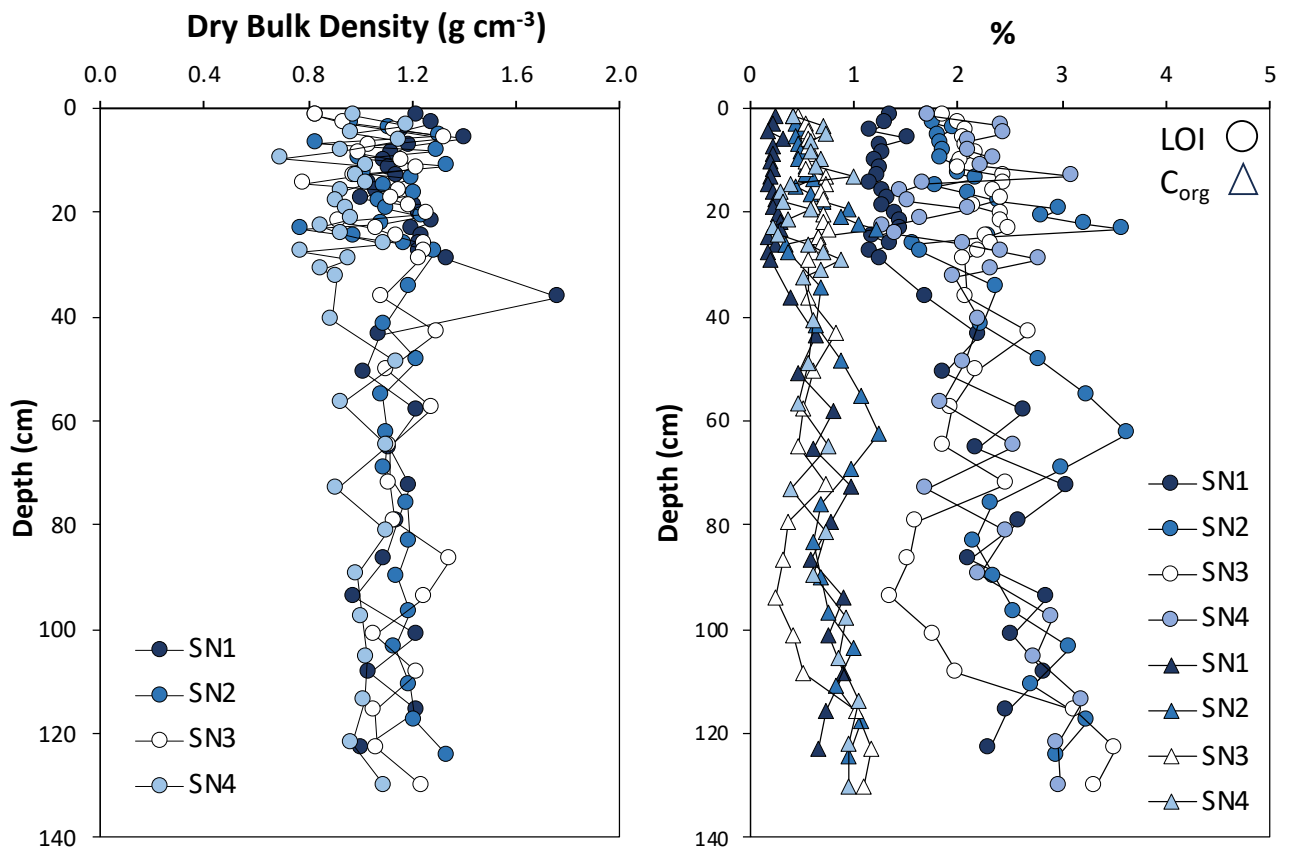 Dry Bulk Density (g cm-3)
0.0 0.4 0.8 1.2 1.6 2.0
0
20
40
60
80
100
120
140
Depth (cm)
SN1
SN2
SN3
SN4
%
0 1 2 3 4 5
0
20
40
60
80
100
120
140
Depth (cm)
LOI
Corg
SN1
SN2
SN3
SN4
SN1
SN2
SN3
SN4